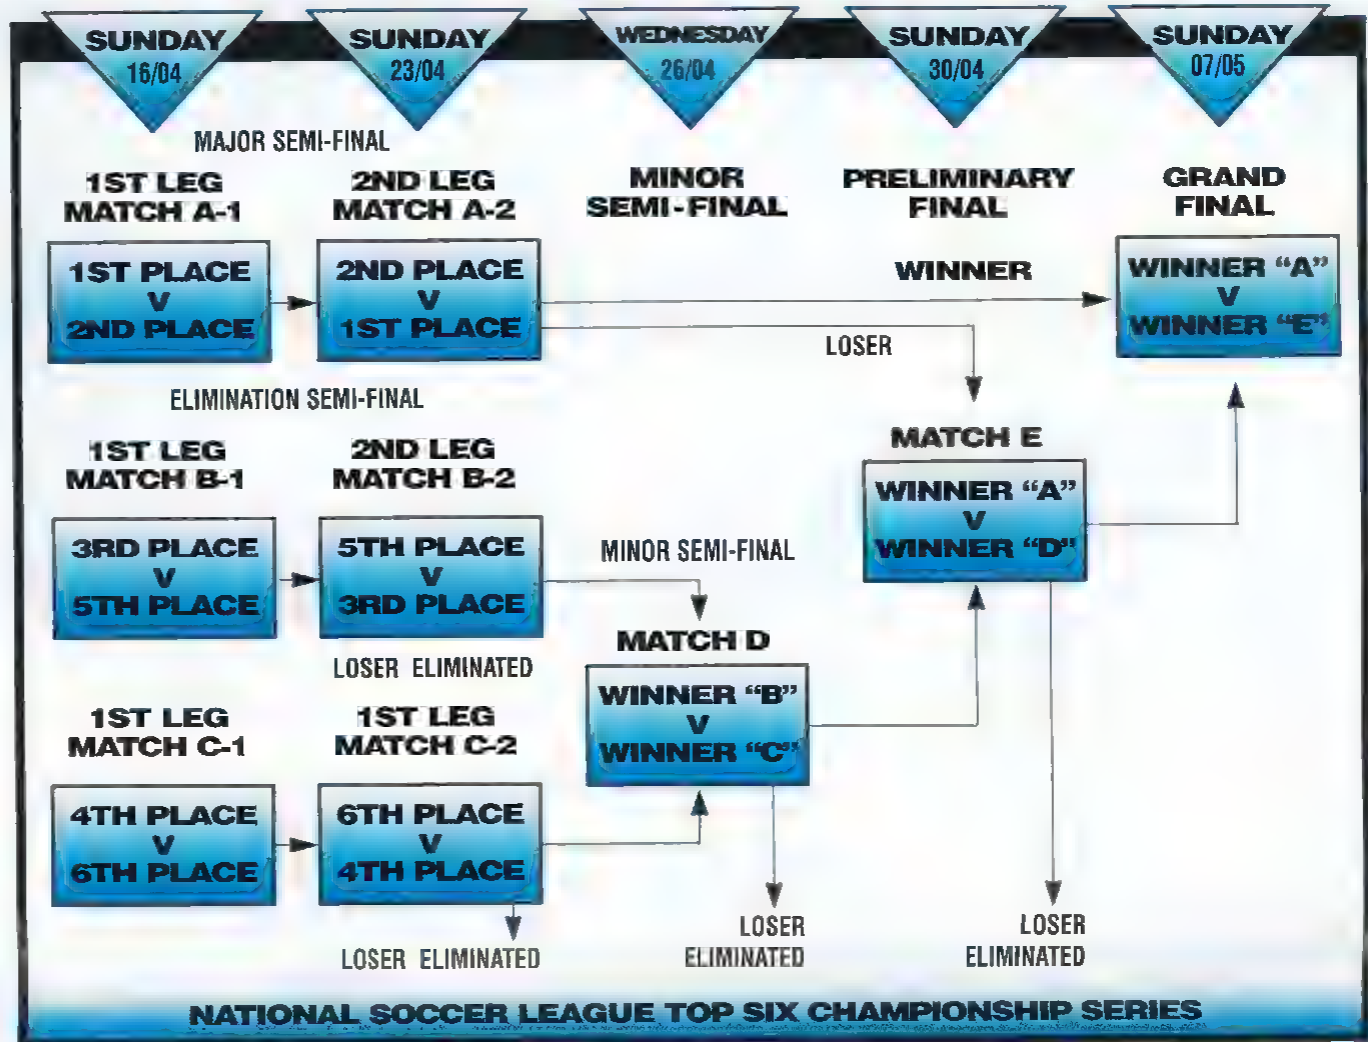 SUNDAY
16/04
SUNDAY
23/04
WEDNESDAY
26/04
SUNDAY
30/04
SUNDAY
07/05
MAJOR SEMI-FINAL
1ST LEG
MATCH A-1
2ND LEG
MATCH A-2
MINOR
SEMI-FINAL
PRELIMINARY
FINAL
GRAND
FINAL
1ST PLACE
V
2ND PLACE
2ND PLACE
V
1ST PLACE
WINNER
WINNER “A”
V
WINNER “E”
LOSER
ELIMINATION SEMI-FINAL
1ST LEG
MATCH B-1
2ND LEG
MATCH B-2
MATCH E
WINNER “A”
V
WINNER “D”
3RD PLACE
V
5TH PLACE
5TH PLACE
V
3RD PLACE
MINOR SEMI-FINAL
LOSER ELIMINATED
MATCH D
WINNER “B”
V
WINNER “C”
1ST LEG
MATCH C-1
1ST LEG
MATCH C-2
4TH PLACE
V
6TH PLACE
6TH PLACE
V
4TH PLACE
LOSER ELIMINATED
LOSER
ELIMINATED
LOSER
ELIMINATED
NATIONAL SOCCER LEAGUE TOP SIX CHAMPIONSHIP SERIES